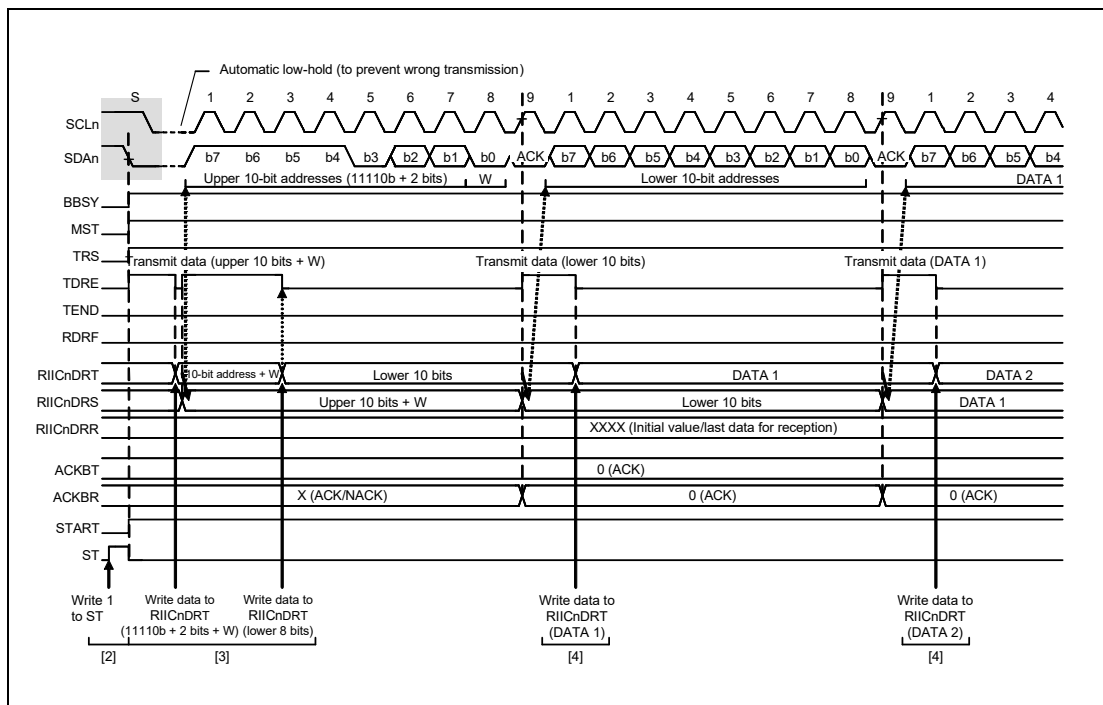 Automatic low-hold (to prevent wrong transmission)
S 1 2 3 4 5 6 7 8 9 1 2 3 4 5 6 7 8 9 1 2 3 4
SCLn
SDAn b7 b6 b5 b4 b3 b2 b1 b0 ACK b7 b6 b5 b4 b3 b2 b1 b0 ACK b7 b6 b5 b4
Upper 10-bit addresses (11110b + 2 bits) W Lower 10-bit addresses DATA 1
BBSY
MST
TRS
Transmit data (upper 10 bits + W) Transmit data (lower 10 bits) Transmit data (DATA 1)
TDRE
TEND
RDRF
RIICnDRT 10-bit address + W Lower 10 bits DATA 1 DATA 2
RIICnDRS Upper 10 bits + W Lower 10 bits DATA 1
RIICnDRR XXXX (Initial value/last data for reception)
ACKBT 0 (ACK)
ACKBR X (ACK/NACK) 0 (ACK) 0 (ACK)
START
ST
Write 1 Write data to Write data to Write data to Write data to
to ST RIICnDRT RIICnDRT RIICnDRT RIICnDRT
(11110b + 2 bits + W) (lower 8 bits) (DATA 1) (DATA 2)
[2] [3] [4] [4]